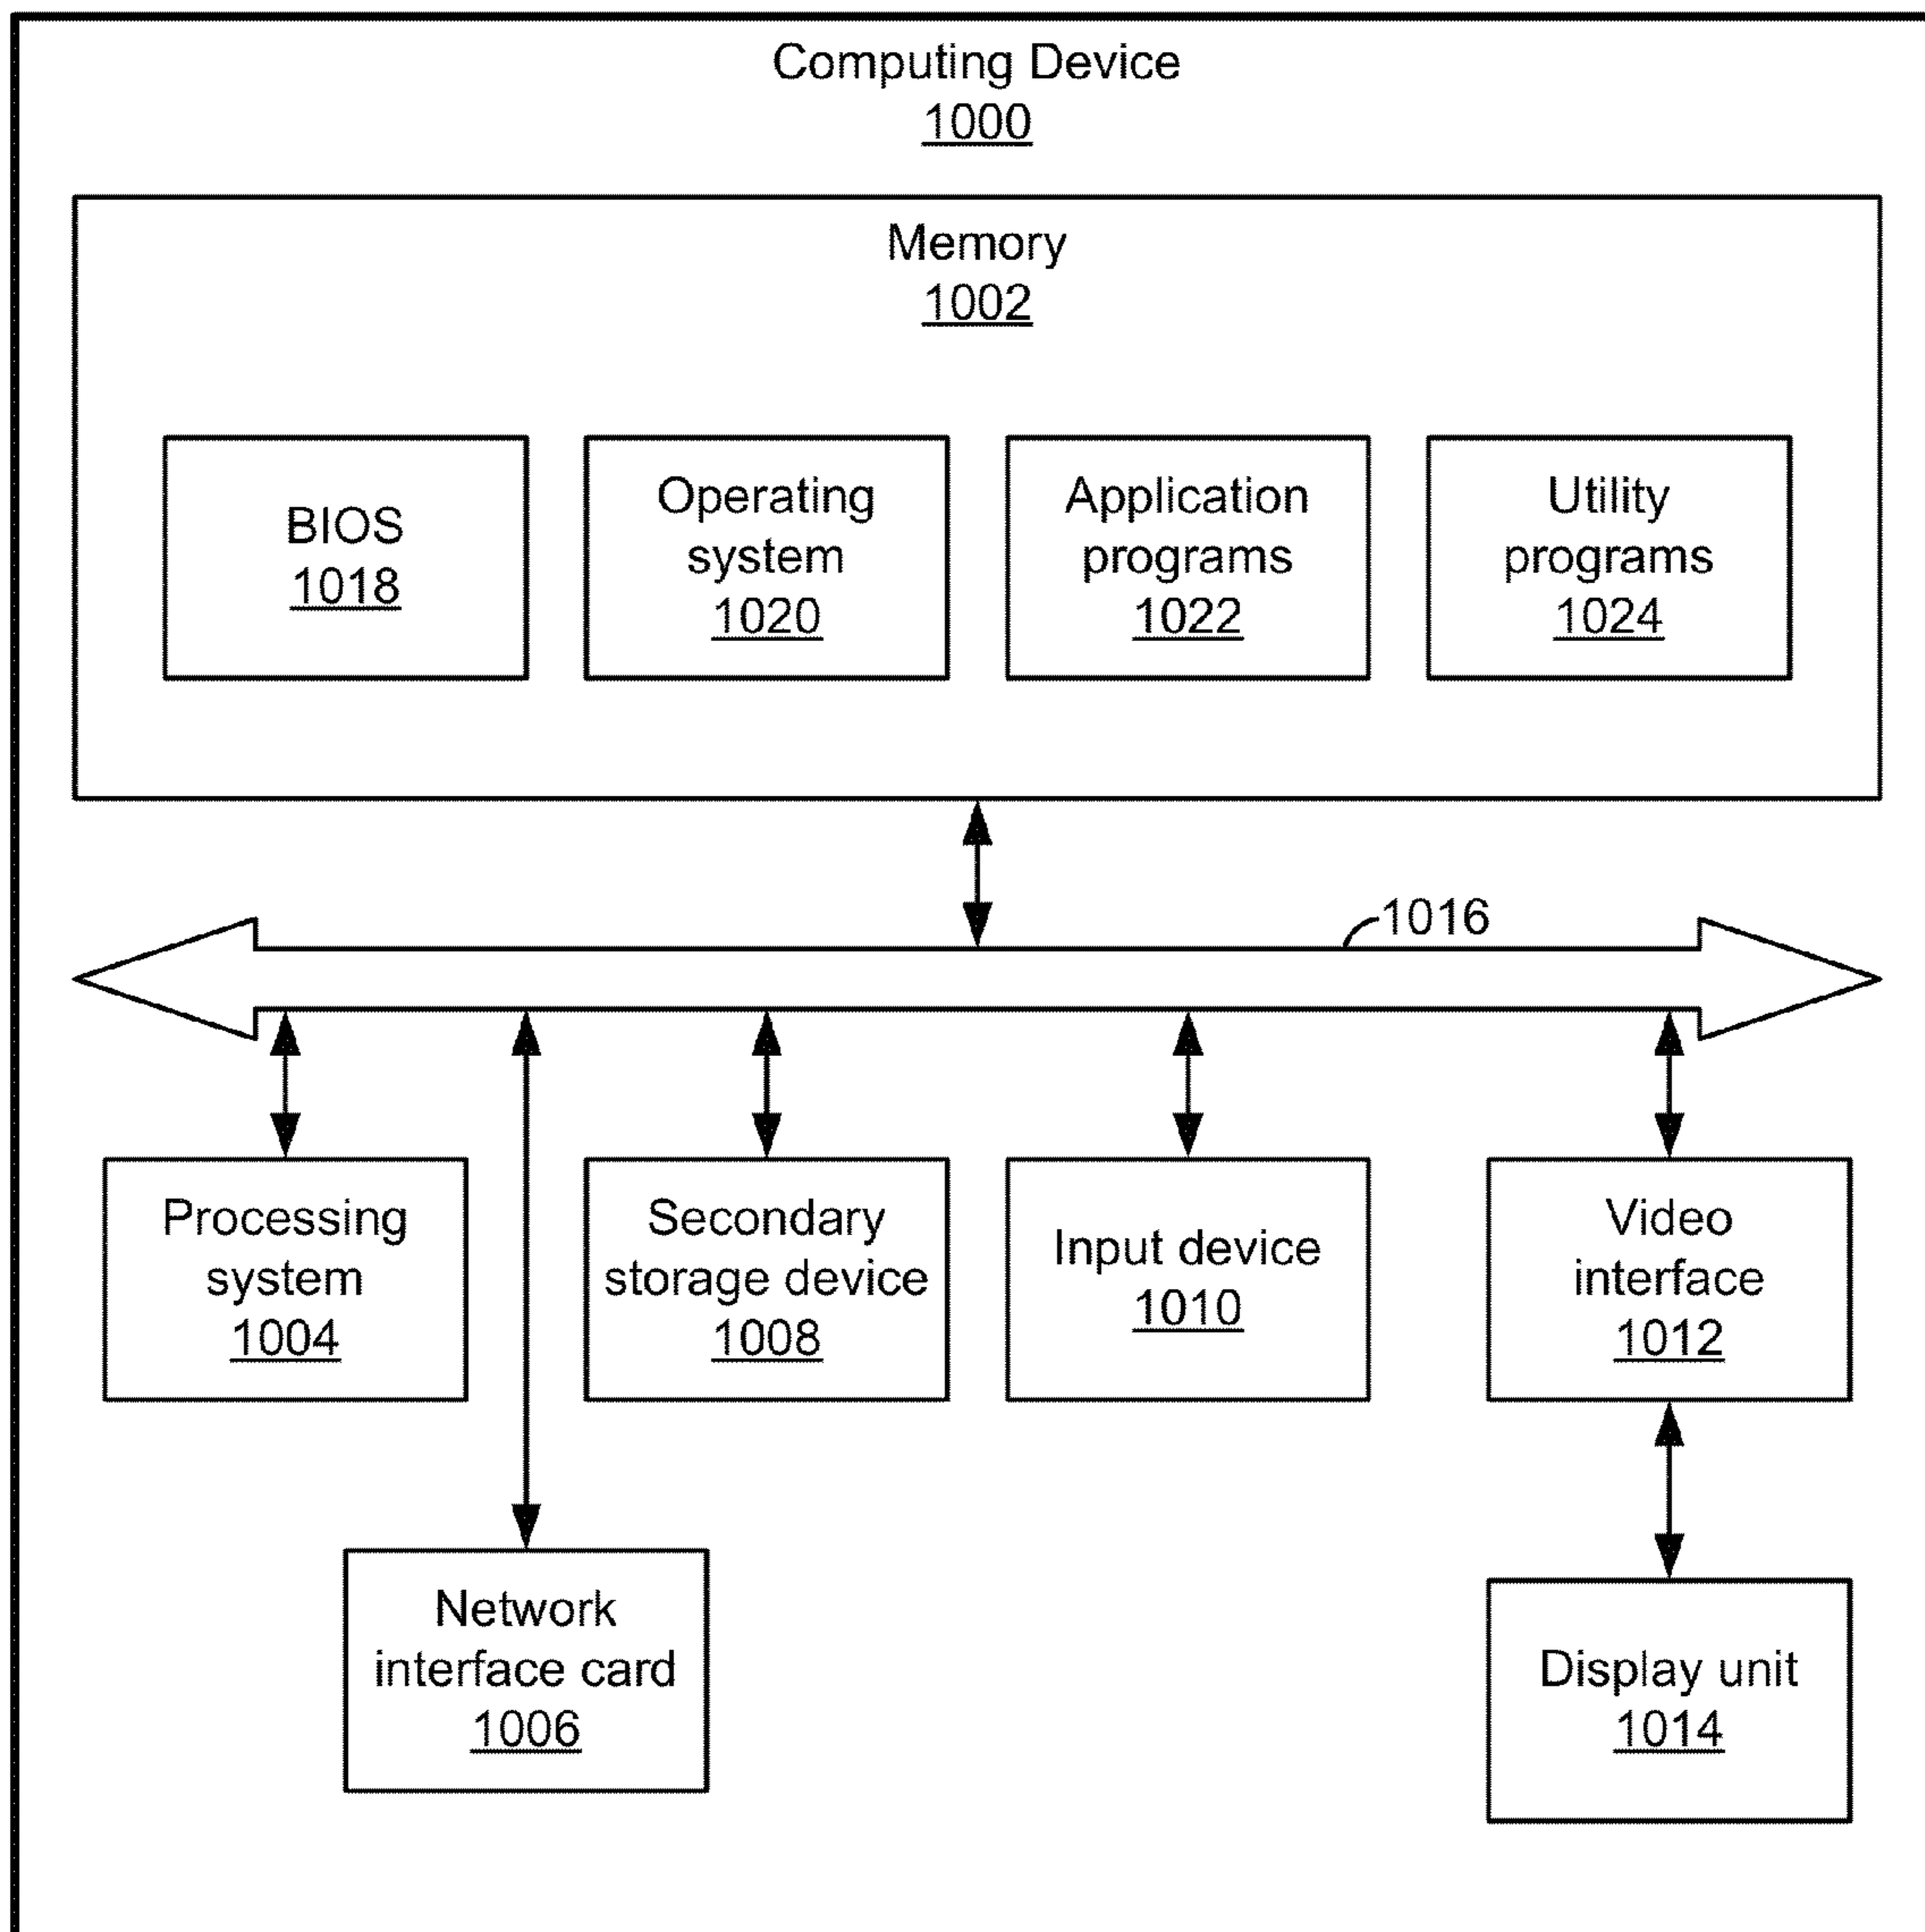 Computing Device
1000
Memory
1002
BIOS
1018
Operating
system
1020
Application
programs
1022
Utility
programs
1024
1016
Processing
system
1004
Secondary
storage device
1008
Input device
1010
Video
interface
1012
Network
interface card
1006
Display unit
1014